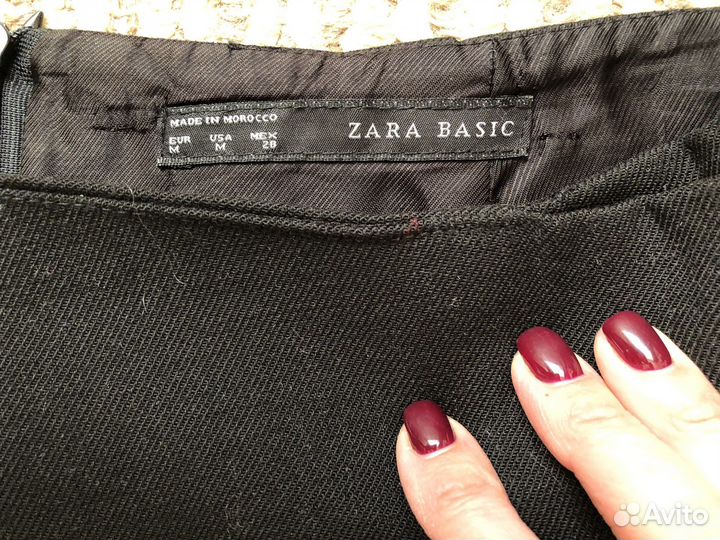 MADE IN MOROCCO
EUR USA MEX
M M 28
ZARA BASIC
Avito